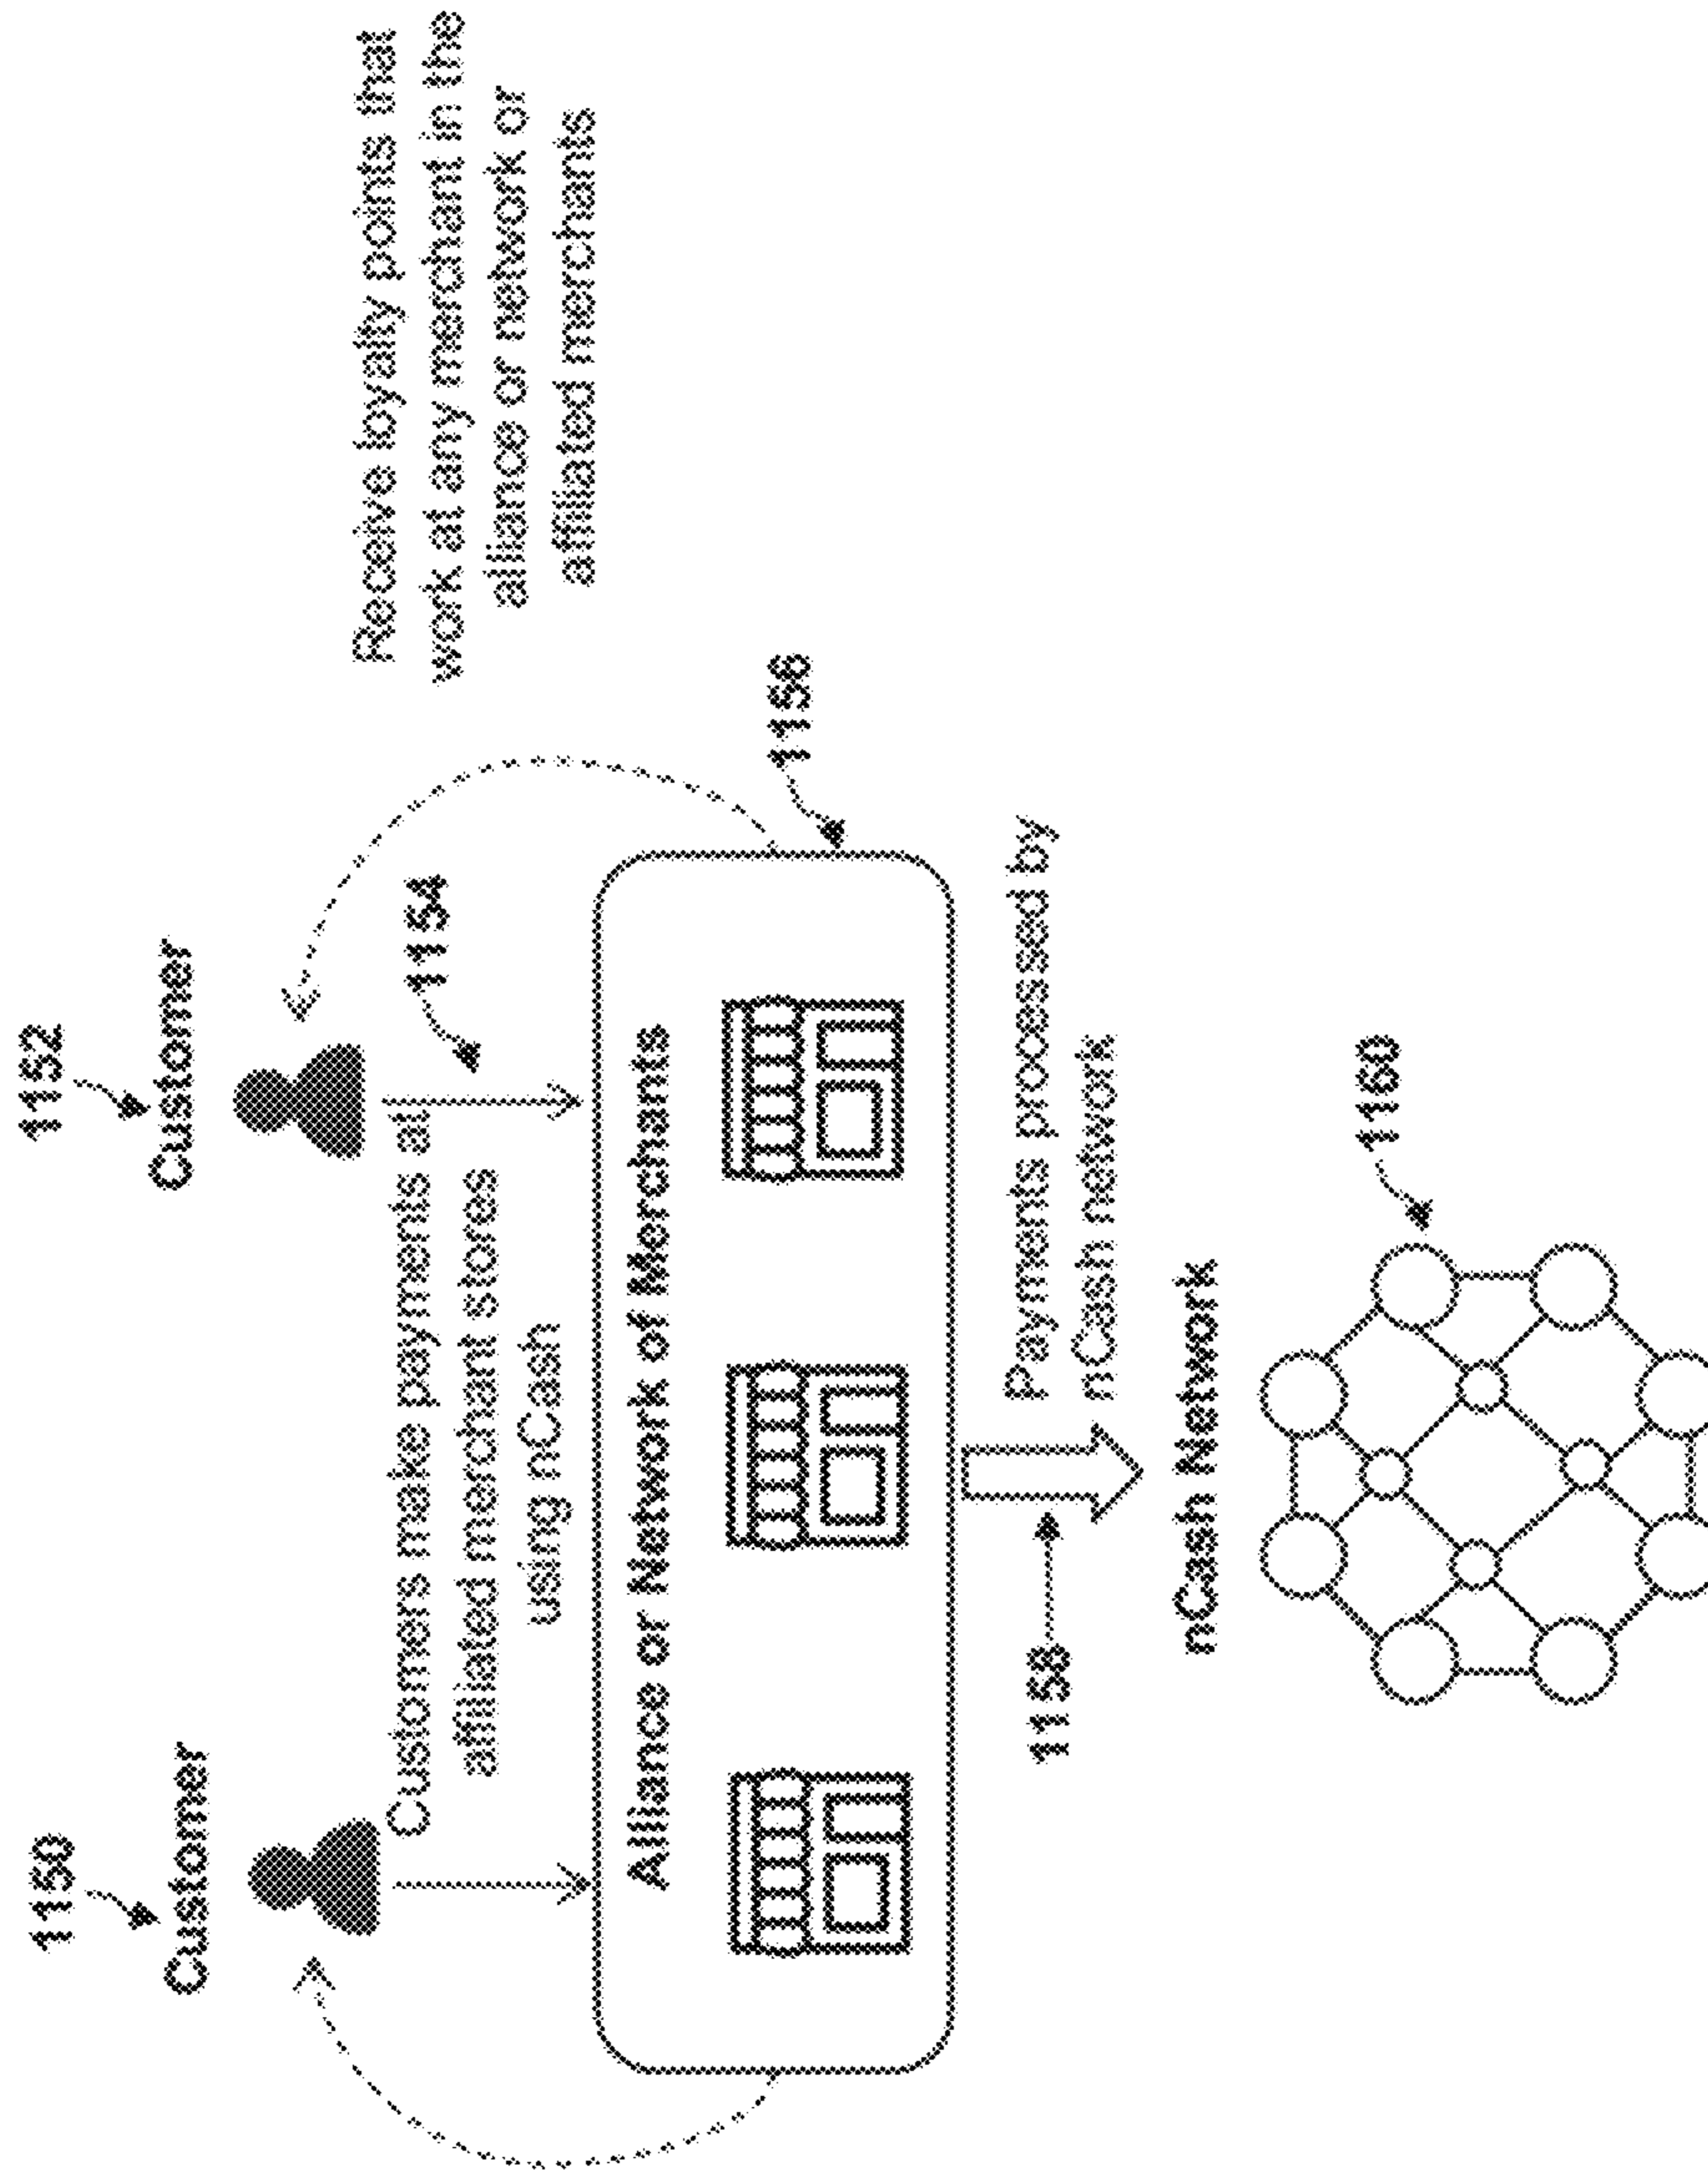 1150
1152
Customer
Customer
Customers make payments at
affiliated merchant stores
using nCash
1154
Receive loyalty points that
work at any merchant in the
alliance or network or
affiliated merchants
Alliance or Network of Merchants
1156
1158
Payments processed by
nCash network
nCash Network
1160